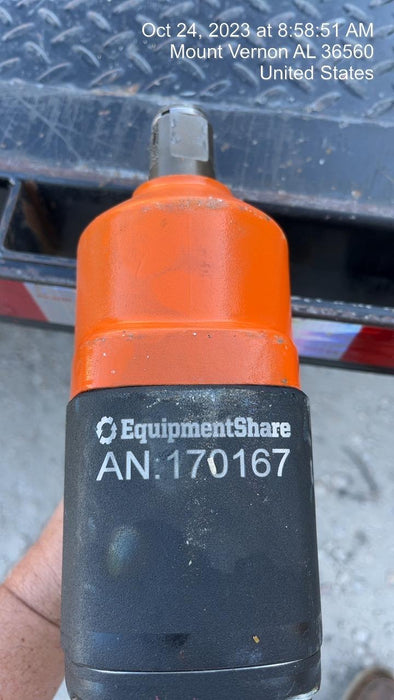 Oct 24, 2023 at 8:58:51 AM
Mount Vernon AL 36560
United States
EquipmentShare
AN:170167